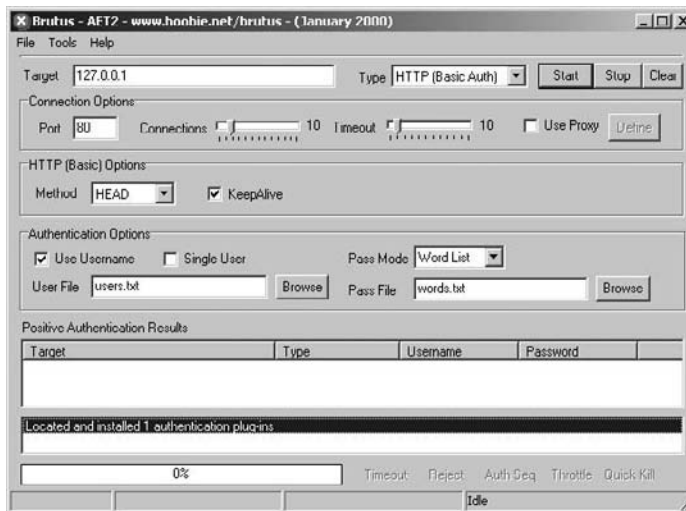 Brutus - AET2 - www.hoobie.net/brutus - (January 2000)
File Tools Help
Target 127.0.0.1 Type HTTP (Basic Auth) Start Stop Clear
Connection Options
Port 80 Connections 10 Timeout 10 Use Proxy Define
HTTP (Basic) Options
Method HEAD KeepAlive
Authentication Options
Use Username Single User Pass Mode Word List
User File users.txt Browse Pass File words.txt Browse
Positive Authentication Results
Target Type Username Password
Located and installed 1 authentication plug-ins
0% Timeout Reject Auth Seq Throttle Quick Kill
Idle